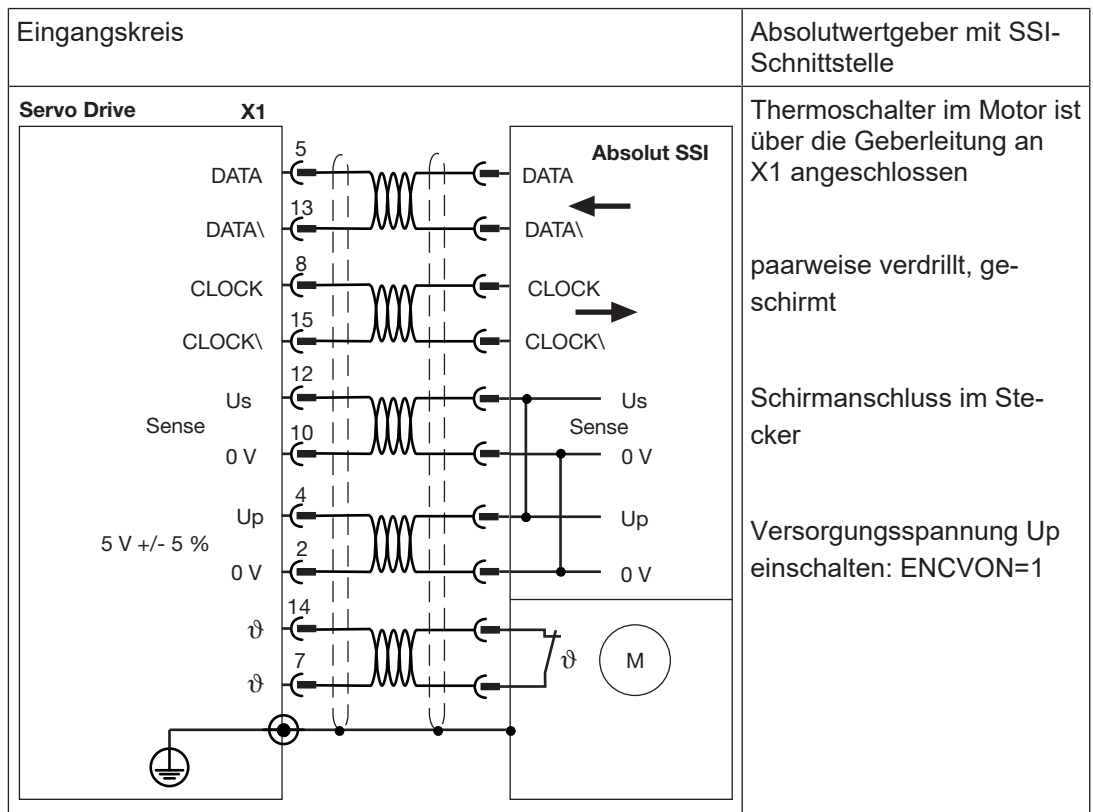 Eingangskreis
Absolutwertgeber mit SSI-
Schnittstelle
Servo Drive X1
Absolut SSI
5
DATA DATA
13
DATA\ DATA\
8
CLOCK CLOCK
15
CLOCK\ CLOCK\
12
Us Us
Sense Sense
10
0 V 0 V
4
Up Up
5 V +/- 5 %
2
0 V 0 V
14
ϑ
7
ϑ
ϑ M
Thermoschalter im Motor ist
über die Geberleitung an
X1 angeschlossen
paarweise verdrillt, ge-
schirmt
Schirmanschluss im Ste-
cker
Versorgungsspannung Up
einschalten: ENCVON=1